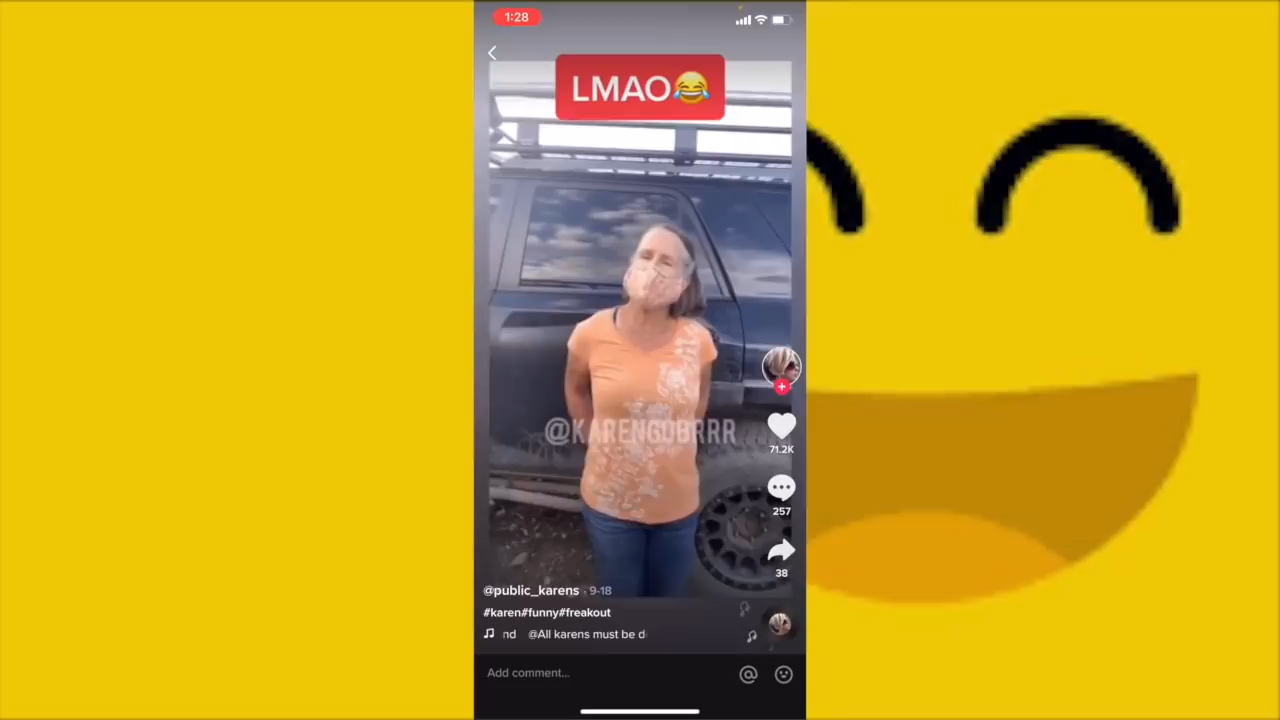 1:28
LMAO😂
@KARENGOBRRR
71.2K
257
38
@public_karens · 9-18
#karen#funny#freakout
nd @All karens must be d
Add comment...